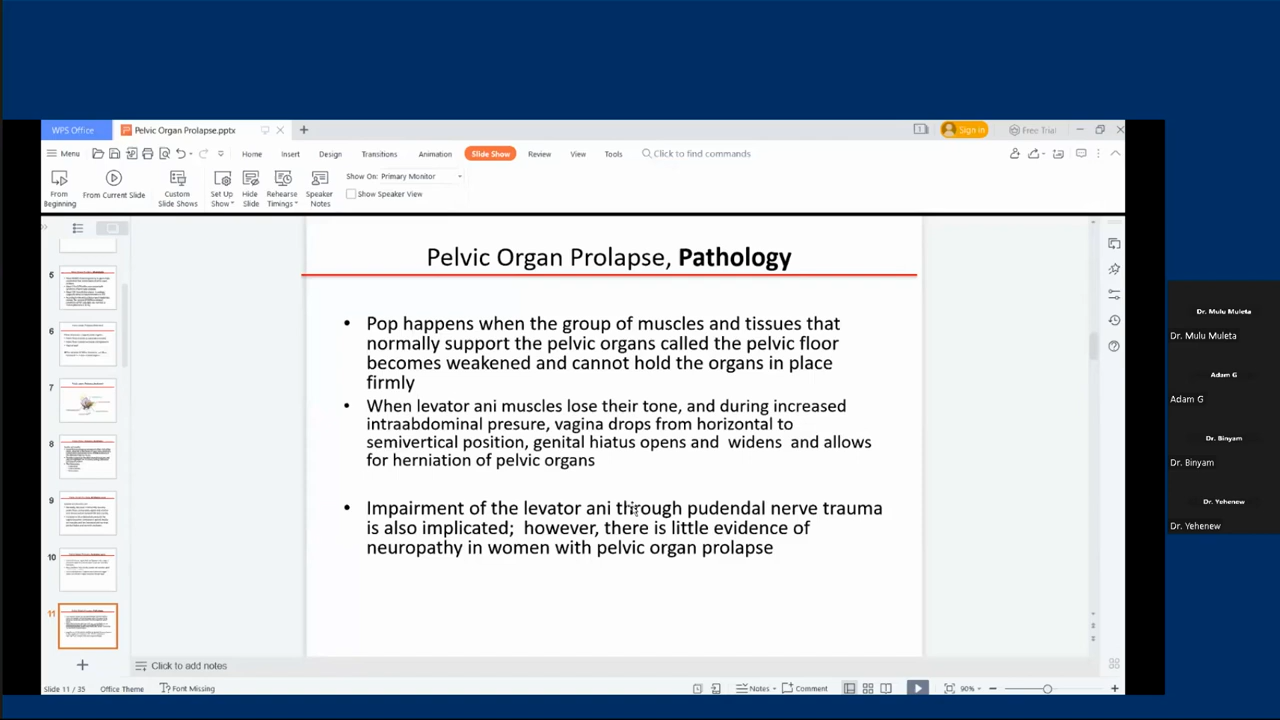 WPS Office
Pelvic Organ Prolapse.pptx
Sign in
Free Trial
Menu
Home
Insert
Design
Transitions
Animation
Slide Show
Review
View
Tools
Click to find commands
From Beginning
From Current Slide
Custom Slide Shows
Set Up Show
Hide Slide
Rehearse Timings
Speaker Notes
Show On: Primary Monitor
Show Speaker View
Pelvic Organ Prolapse, Pathology
• Pop happens when the group of muscles and tissues that
normally support the pelvic organs called the pelvic floor
becomes weakened and cannot hold the organs in place
firmly
• When levator ani muscles lose their tone, and during increased
intraabdominal presure, vagina drops from horizontal to
semivertical position, genital hiatus opens and widens and allows
for herniation of pelvic organs
• Impairment of the levator ani through pudendal nerve trauma
is also implicated; however, there is little evidence of
neuropathy in women with pelvic organ prolapse
5
6
7
8
9
10
11
Click to add notes
Slide 11 / 35
Office Theme
Font Missing
Notes
Comment
90%
Dr. Mulu Muleta
Dr. Mulu Muleta
Adam G
Adam G
Dr. Binyam
Dr. Binyam
Dr. Yehenew
Dr. Yehenew